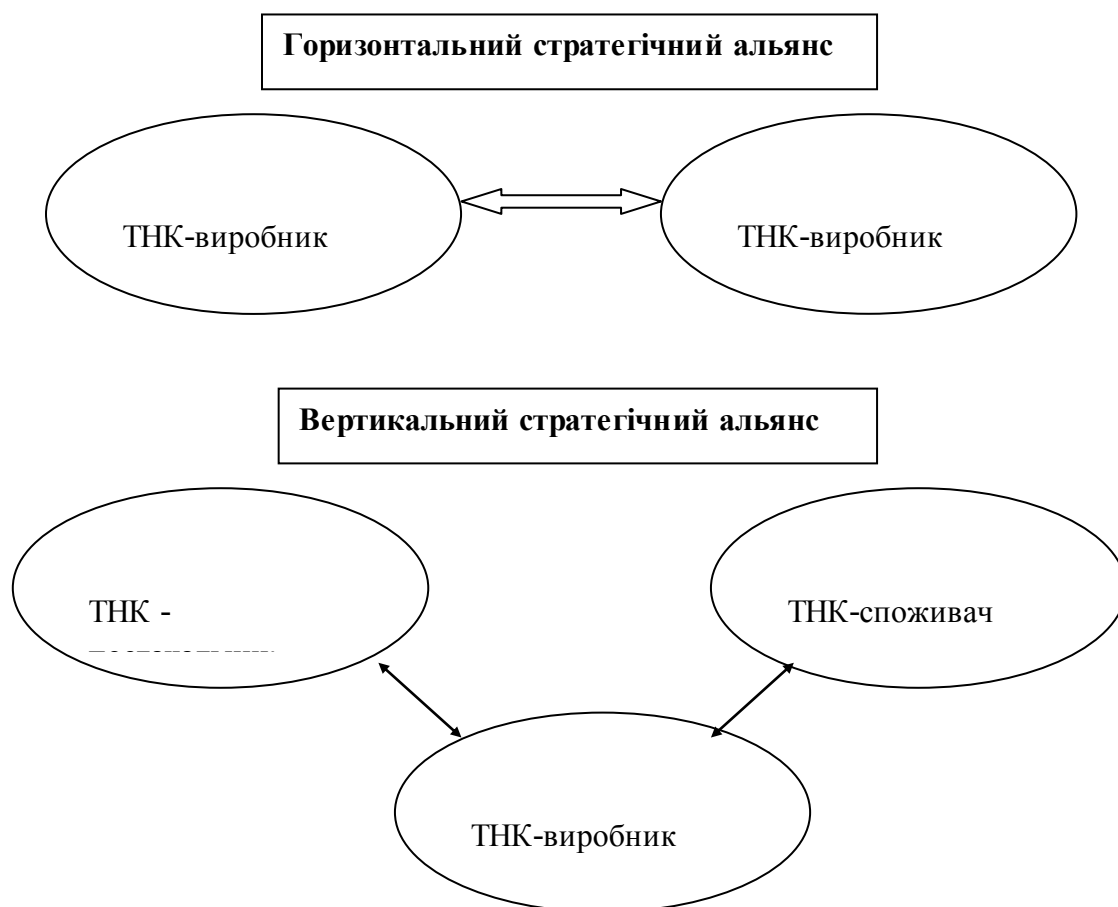 Горизонтальний стратегічний альянс
ТНК-виробник
ТНК-виробник
Вертикальний стратегічний альянс
ТНК -
ТНК-споживач
ТНК-виробник